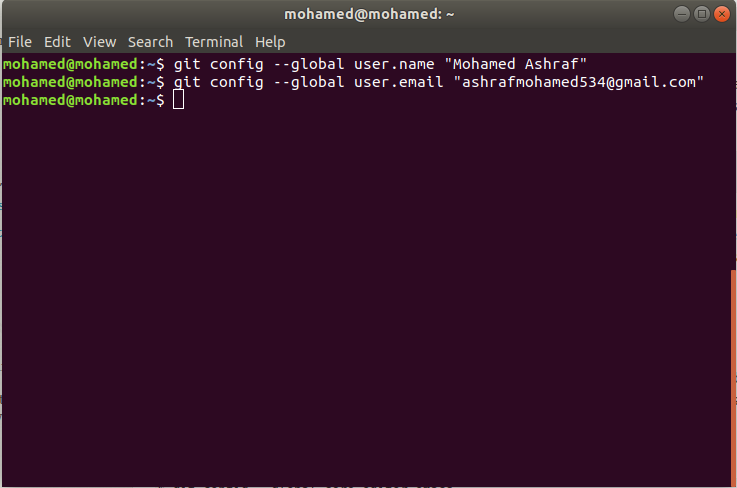 mohamed@mohamed: ~
File Edit View Search Terminal Help
mohamed@mohamed:~$ git config --global user.name "Mohamed Ashraf"
mohamed@mohamed:~$ git config --global user.email "ashrafmohamed534@gmail.com"
mohamed@mohamed:~$